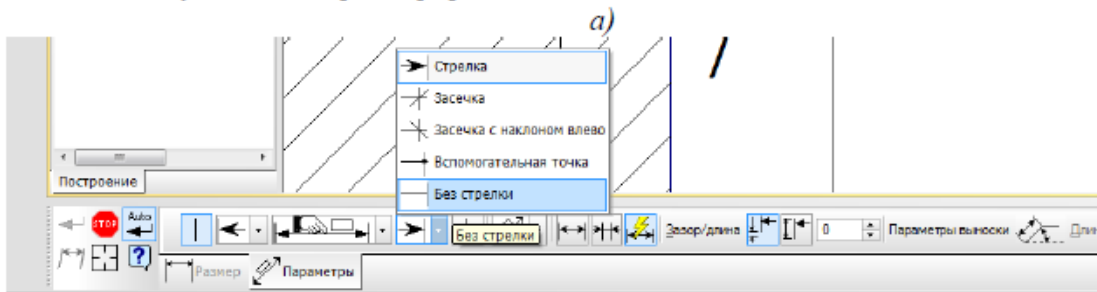 а)
Стрелка
Засечка
Засечка с наклоном влево
Вспомогательная точка
Без стрелки
Построение
STOP Auto Без стрелки Зазор/длина 0 Параметры выноски Длин
? Размер Параметры